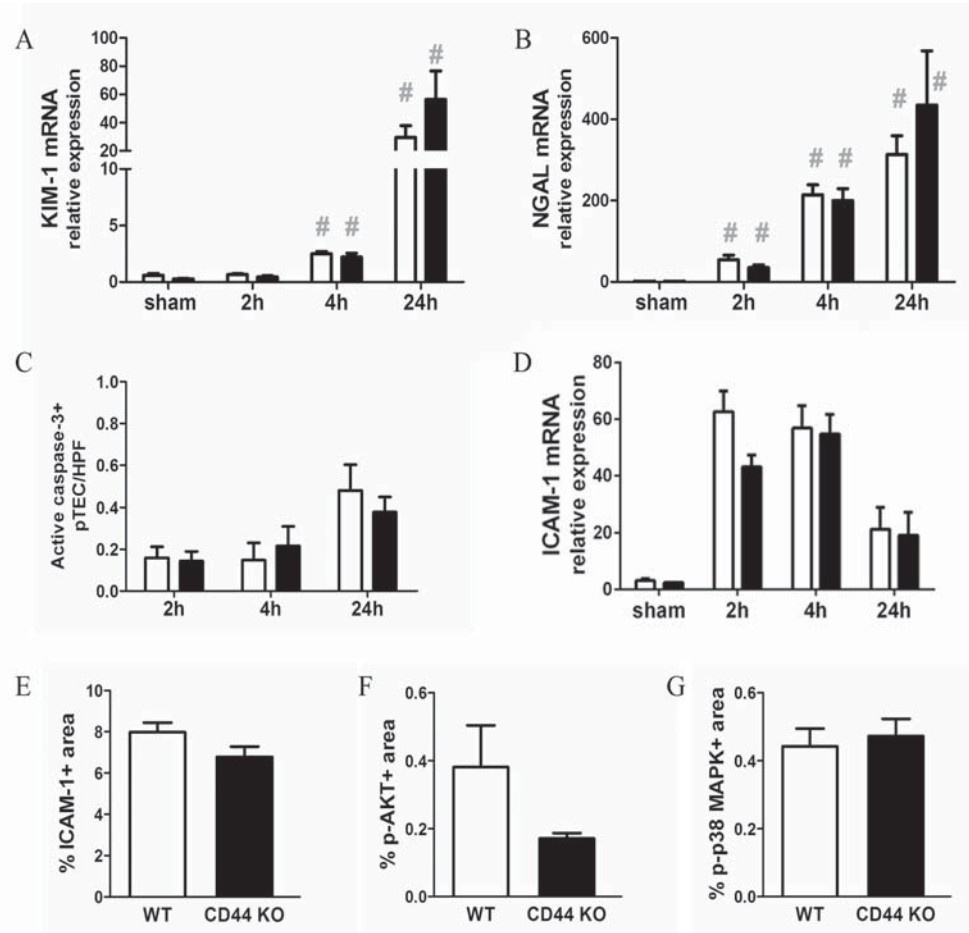 A
KIM-1 mRNA
relative expression
100
80
60
40
20
10
5
0
# # # #
sham 2h 4h 24h
B
NGAL mRNA
relative expression
600
400
200
0
# # # # # #
sham 2h 4h 24h
C
Active caspase-3+
pTEC/HPF
1.0
0.8
0.6
0.4
0.2
0.0
2h 4h 24h
D
ICAM-1 mRNA
relative expression
80
60
40
20
0
sham 2h 4h 24h
E
% ICAM-1+ area
10
8
6
4
2
0
WT CD44 KO
F
% p-AKT+ area
0.6
0.4
0.2
0.0
WT CD44 KO
G
% p-p38 MAPK+ area
0.6
0.4
0.2
0.0
WT CD44 KO